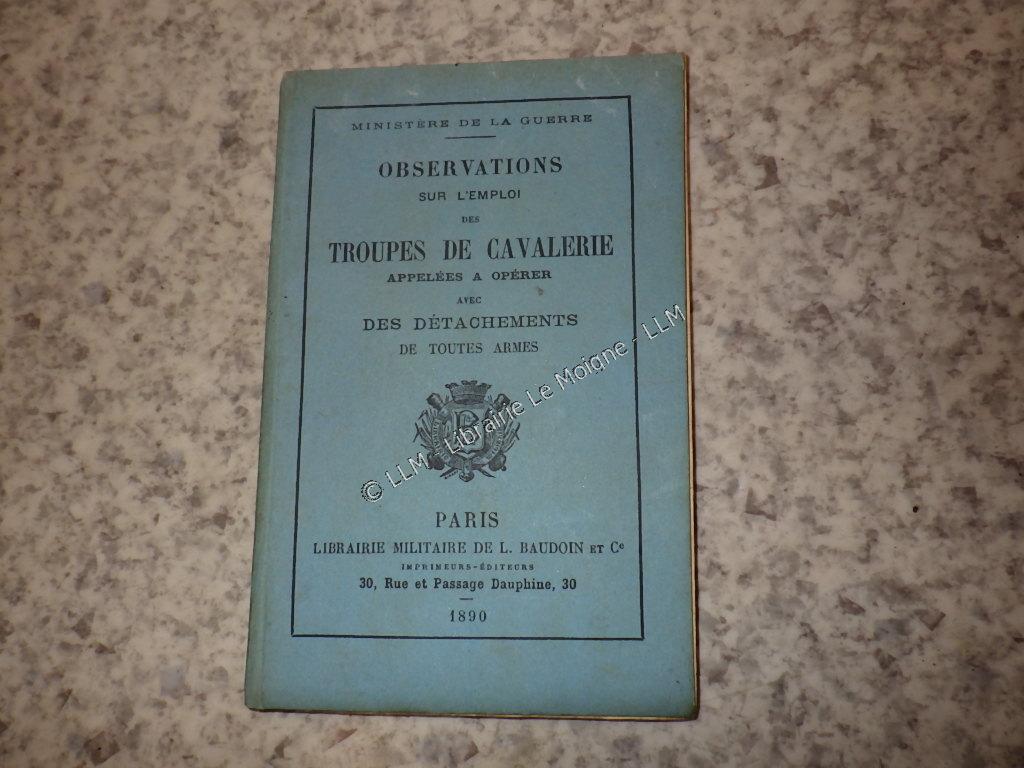 MINISTÈRE DE LA GUERRE
OBSERVATIONS
SUR L'EMPLOI
DES
TROUPES DE CAVALERIE
APPELÉES A OPÉRER
AVEC
DES DÉTACHEMENTS
DE TOUTES ARMES
© LLM - Librairie Le Moigne - LLM
PARIS
LIBRAIRIE MILITAIRE DE L. BAUDOIN ET Ce
IMPRIMEURS-ÉDITEURS
30, Rue et Passage Dauphine, 30
1890